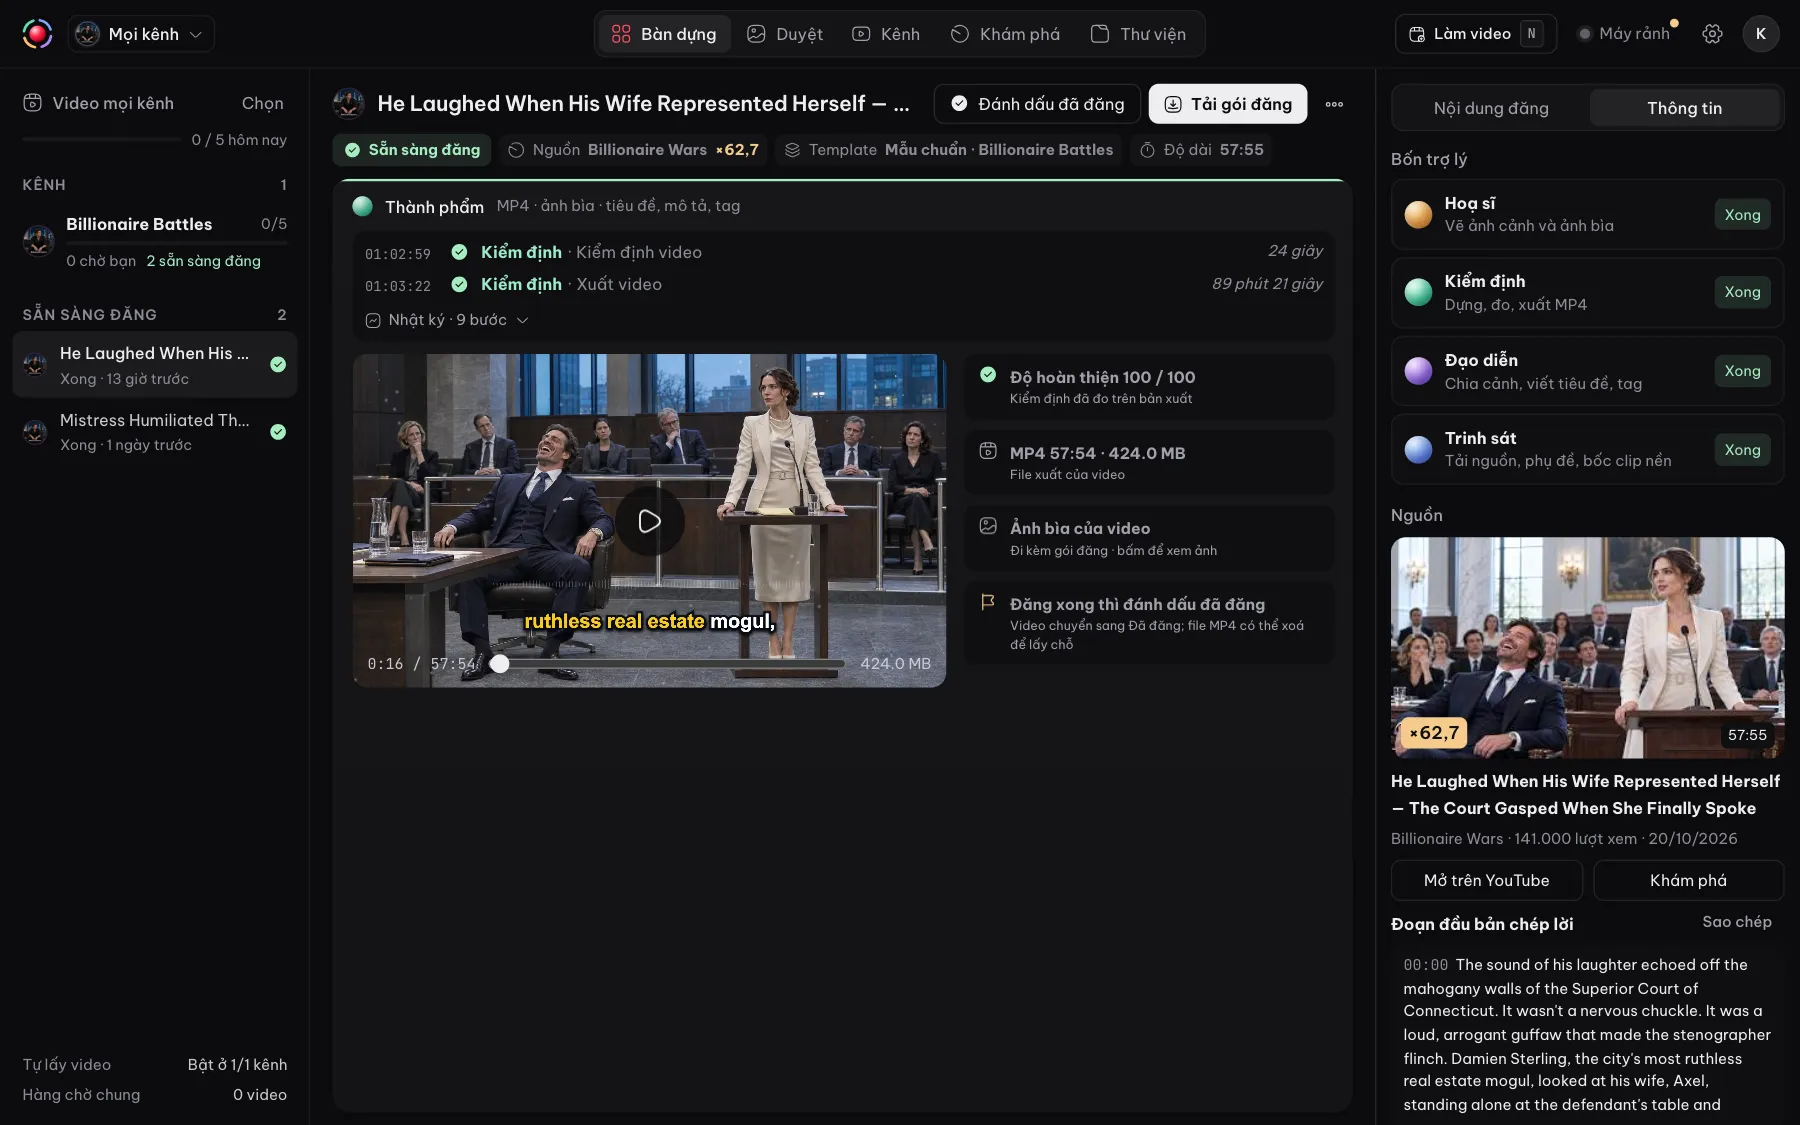 Mọi kênh
Bàn dựng
Duyệt
Kênh
Khám phá
Thư viện
Làm video N
Máy rảnh
K
Video mọi kênh
Chọn
0 / 5 hôm nay
KÊNH 1
Billionaire Battles 0/5
0 chờ bạn 2 sẵn sàng đăng
SẴN SÀNG ĐĂNG 2
He Laughed When His ...
Xong · 13 giờ trước
Mistress Humiliated Th...
Xong · 1 ngày trước
Tự lấy video Bật ở 1/1 kênh
Hàng chờ chung 0 video
He Laughed When His Wife Represented Herself — ...
Đánh dấu đã đăng
Tải gói đăng
Sẵn sàng đăng
Nguồn Billionaire Wars ×62,7
Template Mẫu chuẩn · Billionaire Battles
Độ dài 57:55
Thành phẩm MP4 · ảnh bìa · tiêu đề, mô tả, tag
01:02:59 Kiểm định · Kiểm định video 24 giây
01:03:22 Kiểm định · Xuất video 89 phút 21 giây
Nhật ký · 9 bước
ruthless real estate mogul,
0:16 / 57:54 424.0 MB
Độ hoàn thiện 100 / 100
Kiểm định đã đo trên bản xuất
MP4 57:54 · 424.0 MB
File xuất của video
Ảnh bìa của video
Đi kèm gói đăng · bấm để xem ảnh
Đăng xong thì đánh dấu đã đăng
Video chuyển sang Đã đăng; file MP4 có thể xoá
để lấy chỗ
Nội dung đăng
Thông tin
Bốn trợ lý
Hoạ sĩ
Vẽ ảnh cảnh và ảnh bìa
Xong
Kiểm định
Dựng, đo, xuất MP4
Xong
Đạo diễn
Chia cảnh, viết tiêu đề, tag
Xong
Trinh sát
Tải nguồn, phụ đề, bốc clip nền
Xong
Nguồn
×62,7
57:55
He Laughed When His Wife Represented Herself
— The Court Gasped When She Finally Spoke
Billionaire Wars · 141.000 lượt xem · 20/10/2026
Mở trên YouTube
Khám phá
Đoạn đầu bản chép lời
Sao chép
00:00 The sound of his laughter echoed off the
mahogany walls of the Superior Court of
Connecticut. It wasn't a nervous chuckle. It was a
loud, arrogant guffaw that made the stenographer
flinch. Damien Sterling, the city's most ruthless
real estate mogul, looked at his wife, Axel,
standing alone at the defendant's table and